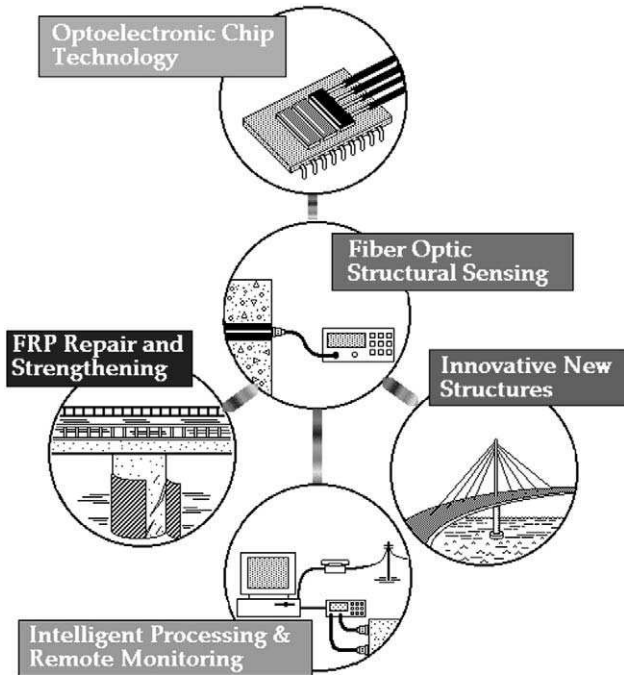 Optoelectronic Chip
Technology
Fiber Optic
Structural Sensing
FRP Repair and
Strengthening
Innovative New
Structures
Intelligent Processing &
Remote Monitoring